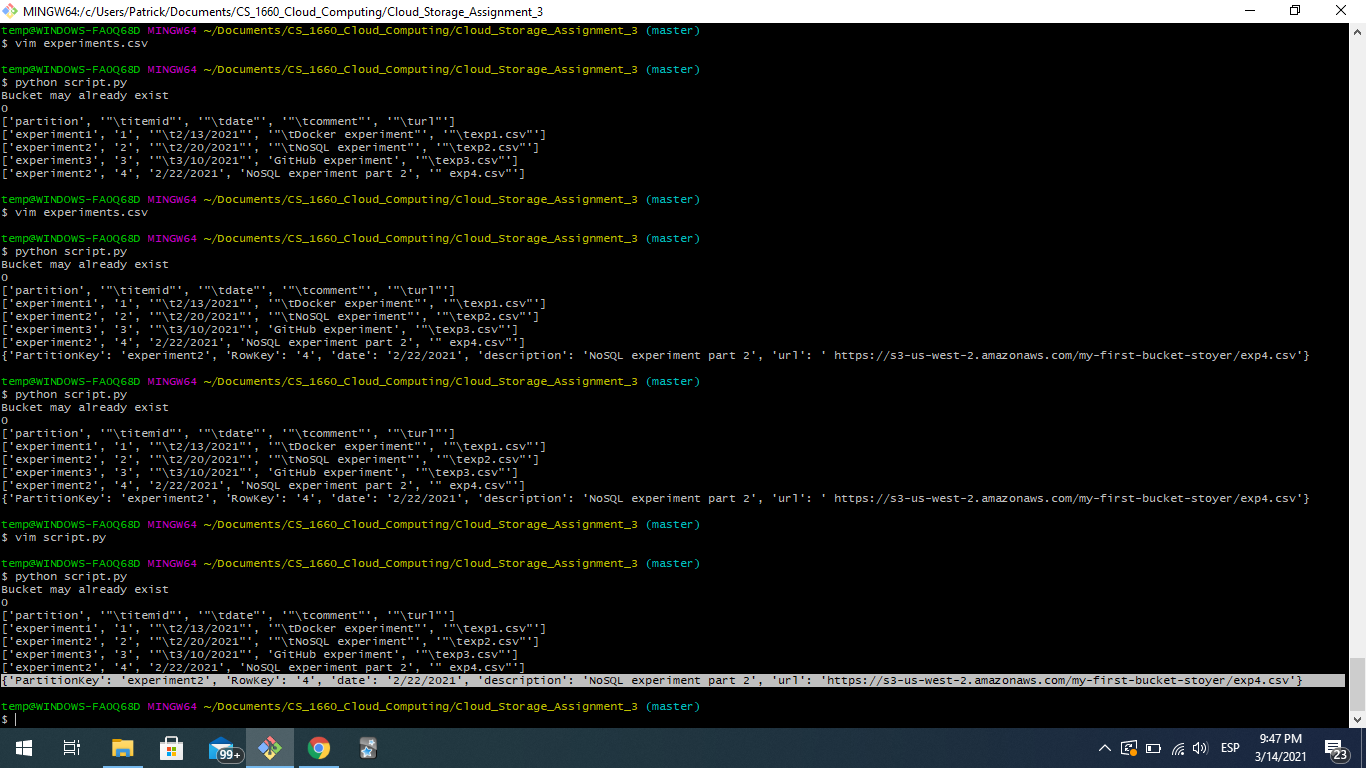 MINGW64:/c/Users/Patrick/Documents/CS_1660_Cloud_Computing/Cloud_Storage_Assignment_3
temp@WINDOWS-FAOQ68D MINGW64 ~/Documents/CS_1660_Cloud_Computing/Cloud_Storage_Assignment_3 (master)
$ vim experiments.csv
temp@WINDOWS-FAOQ68D MINGW64 ~/Documents/CS_1660_Cloud_Computing/Cloud_Storage_Assignment_3 (master)
$ python script.py
Bucket may already exist
0
['partition', '"\titemid"', '"\tdate"', '"\tcomment"', '"\turl"']
['experiment1', '1', '"\t2/13/2021"', '"\tDocker experiment"', '"\texp1.csv"']
['experiment2', '2', '"\t2/20/2021"', '"\tNoSQL experiment"', '"\texp2.csv"']
['experiment3', '3', '"\t3/10/2021"', 'GitHub experiment', '"\texp3.csv"']
['experiment2', '4', '2/22/2021', 'NoSQL experiment part 2', '" exp4.csv"']
temp@WINDOWS-FAOQ68D MINGW64 ~/Documents/CS_1660_Cloud_Computing/Cloud_Storage_Assignment_3 (master)
$ vim experiments.csv
temp@WINDOWS-FAOQ68D MINGW64 ~/Documents/CS_1660_Cloud_Computing/Cloud_Storage_Assignment_3 (master)
$ python script.py
Bucket may already exist
0
['partition', '"\titemid"', '"\tdate"', '"\tcomment"', '"\turl"']
['experiment1', '1', '"\t2/13/2021"', '"\tDocker experiment"', '"\texp1.csv"']
['experiment2', '2', '"\t2/20/2021"', '"\tNoSQL experiment"', '"\texp2.csv"']
['experiment3', '3', '"\t3/10/2021"', 'GitHub experiment', '"\texp3.csv"']
['experiment2', '4', '2/22/2021', 'NoSQL experiment part 2', '" exp4.csv"']
{'PartitionKey': 'experiment2', 'RowKey': '4', 'date': '2/22/2021', 'description': 'NoSQL experiment part 2', 'url': ' https://s3-us-west-2.amazonaws.com/my-first-bucket-stoyer/exp4.csv'}
temp@WINDOWS-FAOQ68D MINGW64 ~/Documents/CS_1660_Cloud_Computing/Cloud_Storage_Assignment_3 (master)
$ python script.py
Bucket may already exist
0
['partition', '"\titemid"', '"\tdate"', '"\tcomment"', '"\turl"']
['experiment1', '1', '"\t2/13/2021"', '"\tDocker experiment"', '"\texp1.csv"']
['experiment2', '2', '"\t2/20/2021"', '"\tNoSQL experiment"', '"\texp2.csv"']
['experiment3', '3', '"\t3/10/2021"', 'GitHub experiment', '"\texp3.csv"']
['experiment2', '4', '2/22/2021', 'NoSQL experiment part 2', '" exp4.csv"']
{'PartitionKey': 'experiment2', 'RowKey': '4', 'date': '2/22/2021', 'description': 'NoSQL experiment part 2', 'url': ' https://s3-us-west-2.amazonaws.com/my-first-bucket-stoyer/exp4.csv'}
temp@WINDOWS-FAOQ68D MINGW64 ~/Documents/CS_1660_Cloud_Computing/Cloud_Storage_Assignment_3 (master)
$ vim script.py
temp@WINDOWS-FAOQ68D MINGW64 ~/Documents/CS_1660_Cloud_Computing/Cloud_Storage_Assignment_3 (master)
$ python script.py
Bucket may already exist
0
['partition', '"\titemid"', '"\tdate"', '"\tcomment"', '"\turl"']
['experiment1', '1', '"\t2/13/2021"', '"\tDocker experiment"', '"\texp1.csv"']
['experiment2', '2', '"\t2/20/2021"', '"\tNoSQL experiment"', '"\texp2.csv"']
['experiment3', '3', '"\t3/10/2021"', 'GitHub experiment', '"\texp3.csv"']
['experiment2', '4', '2/22/2021', 'NoSQL experiment part 2', '" exp4.csv"']
{'PartitionKey': 'experiment2', 'RowKey': '4', 'date': '2/22/2021', 'description': 'NoSQL experiment part 2', 'url': 'https://s3-us-west-2.amazonaws.com/my-first-bucket-stoyer/exp4.csv'}
temp@WINDOWS-FAOQ68D MINGW64 ~/Documents/CS_1660_Cloud_Computing/Cloud_Storage_Assignment_3 (master)
$
99+
ESP
9:47 PM
3/14/2021
23